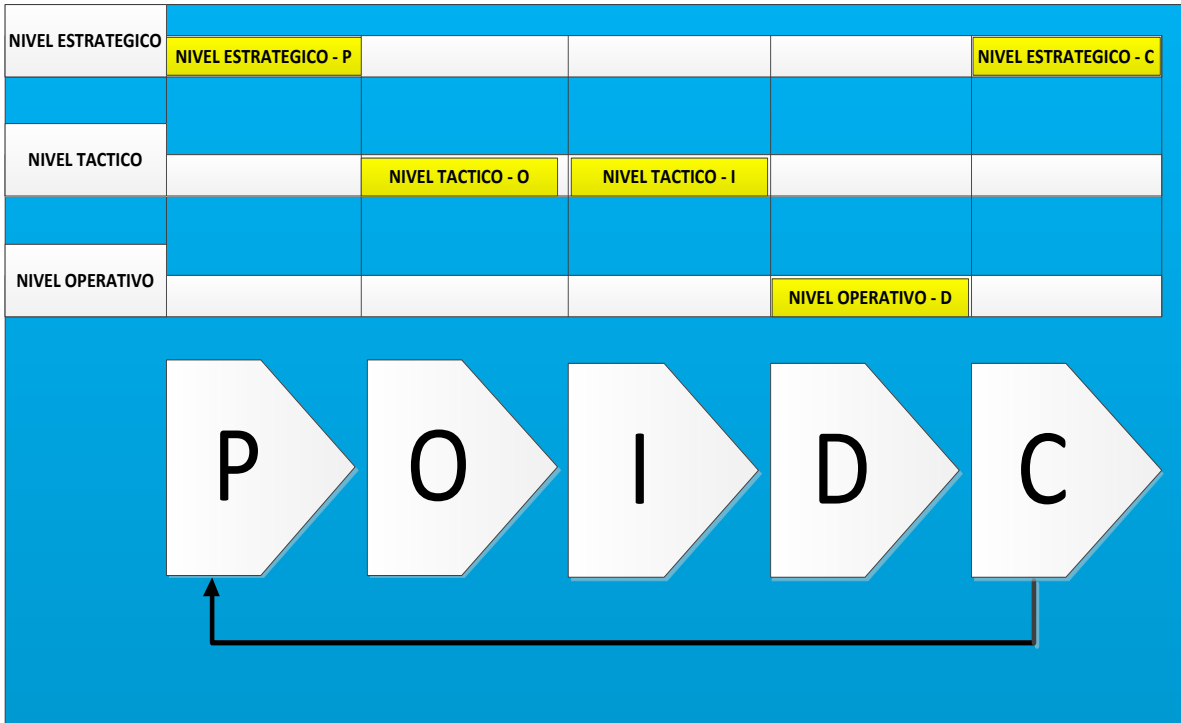 NIVEL ESTRATEGICO
NIVEL ESTRATEGICO - P
NIVEL ESTRATEGICO - C
NIVEL TACTICO
NIVEL TACTICO - O
NIVEL TACTICO - I
NIVEL OPERATIVO
NIVEL OPERATIVO - D
P
O
I
D
C